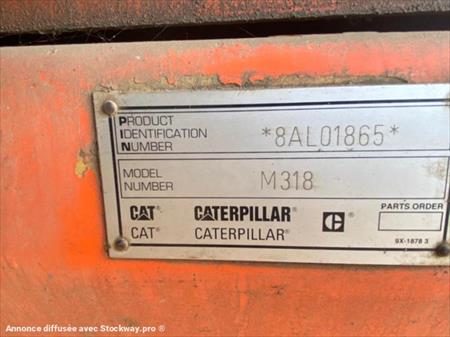 PRODUCT
IDENTIFICATION
NUMBER
*8AL01865*
MODEL
NUMBER
M318
CAT® CATERPILLAR® C®
PARTS ORDER
CAT® CATERPILLAR®
9X-1878 3
Annonce diffusée avec Stockway.pro ®